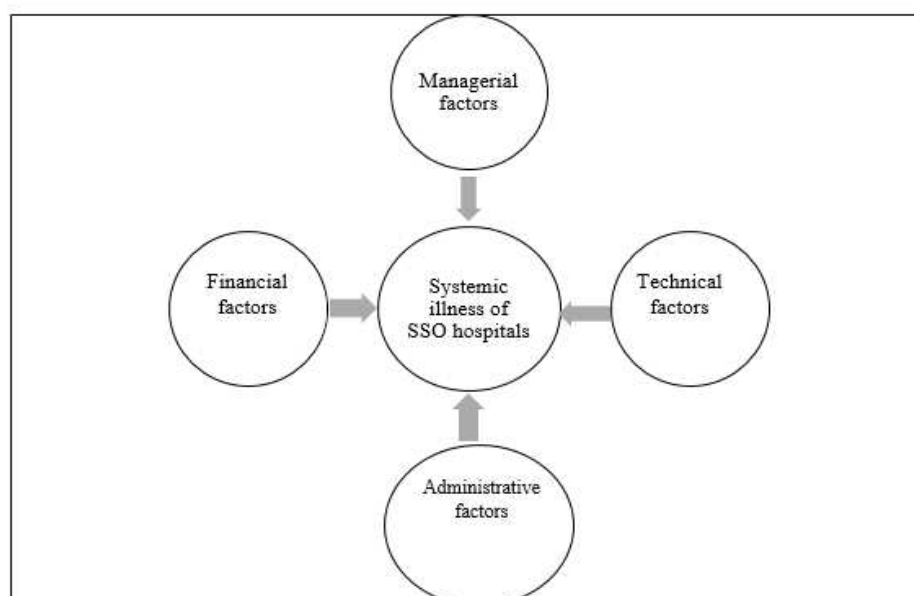 Managerial
factors
Financial
factors
Systemic
illness of
SSO hospitals
Technical
factors
Administrative
factors